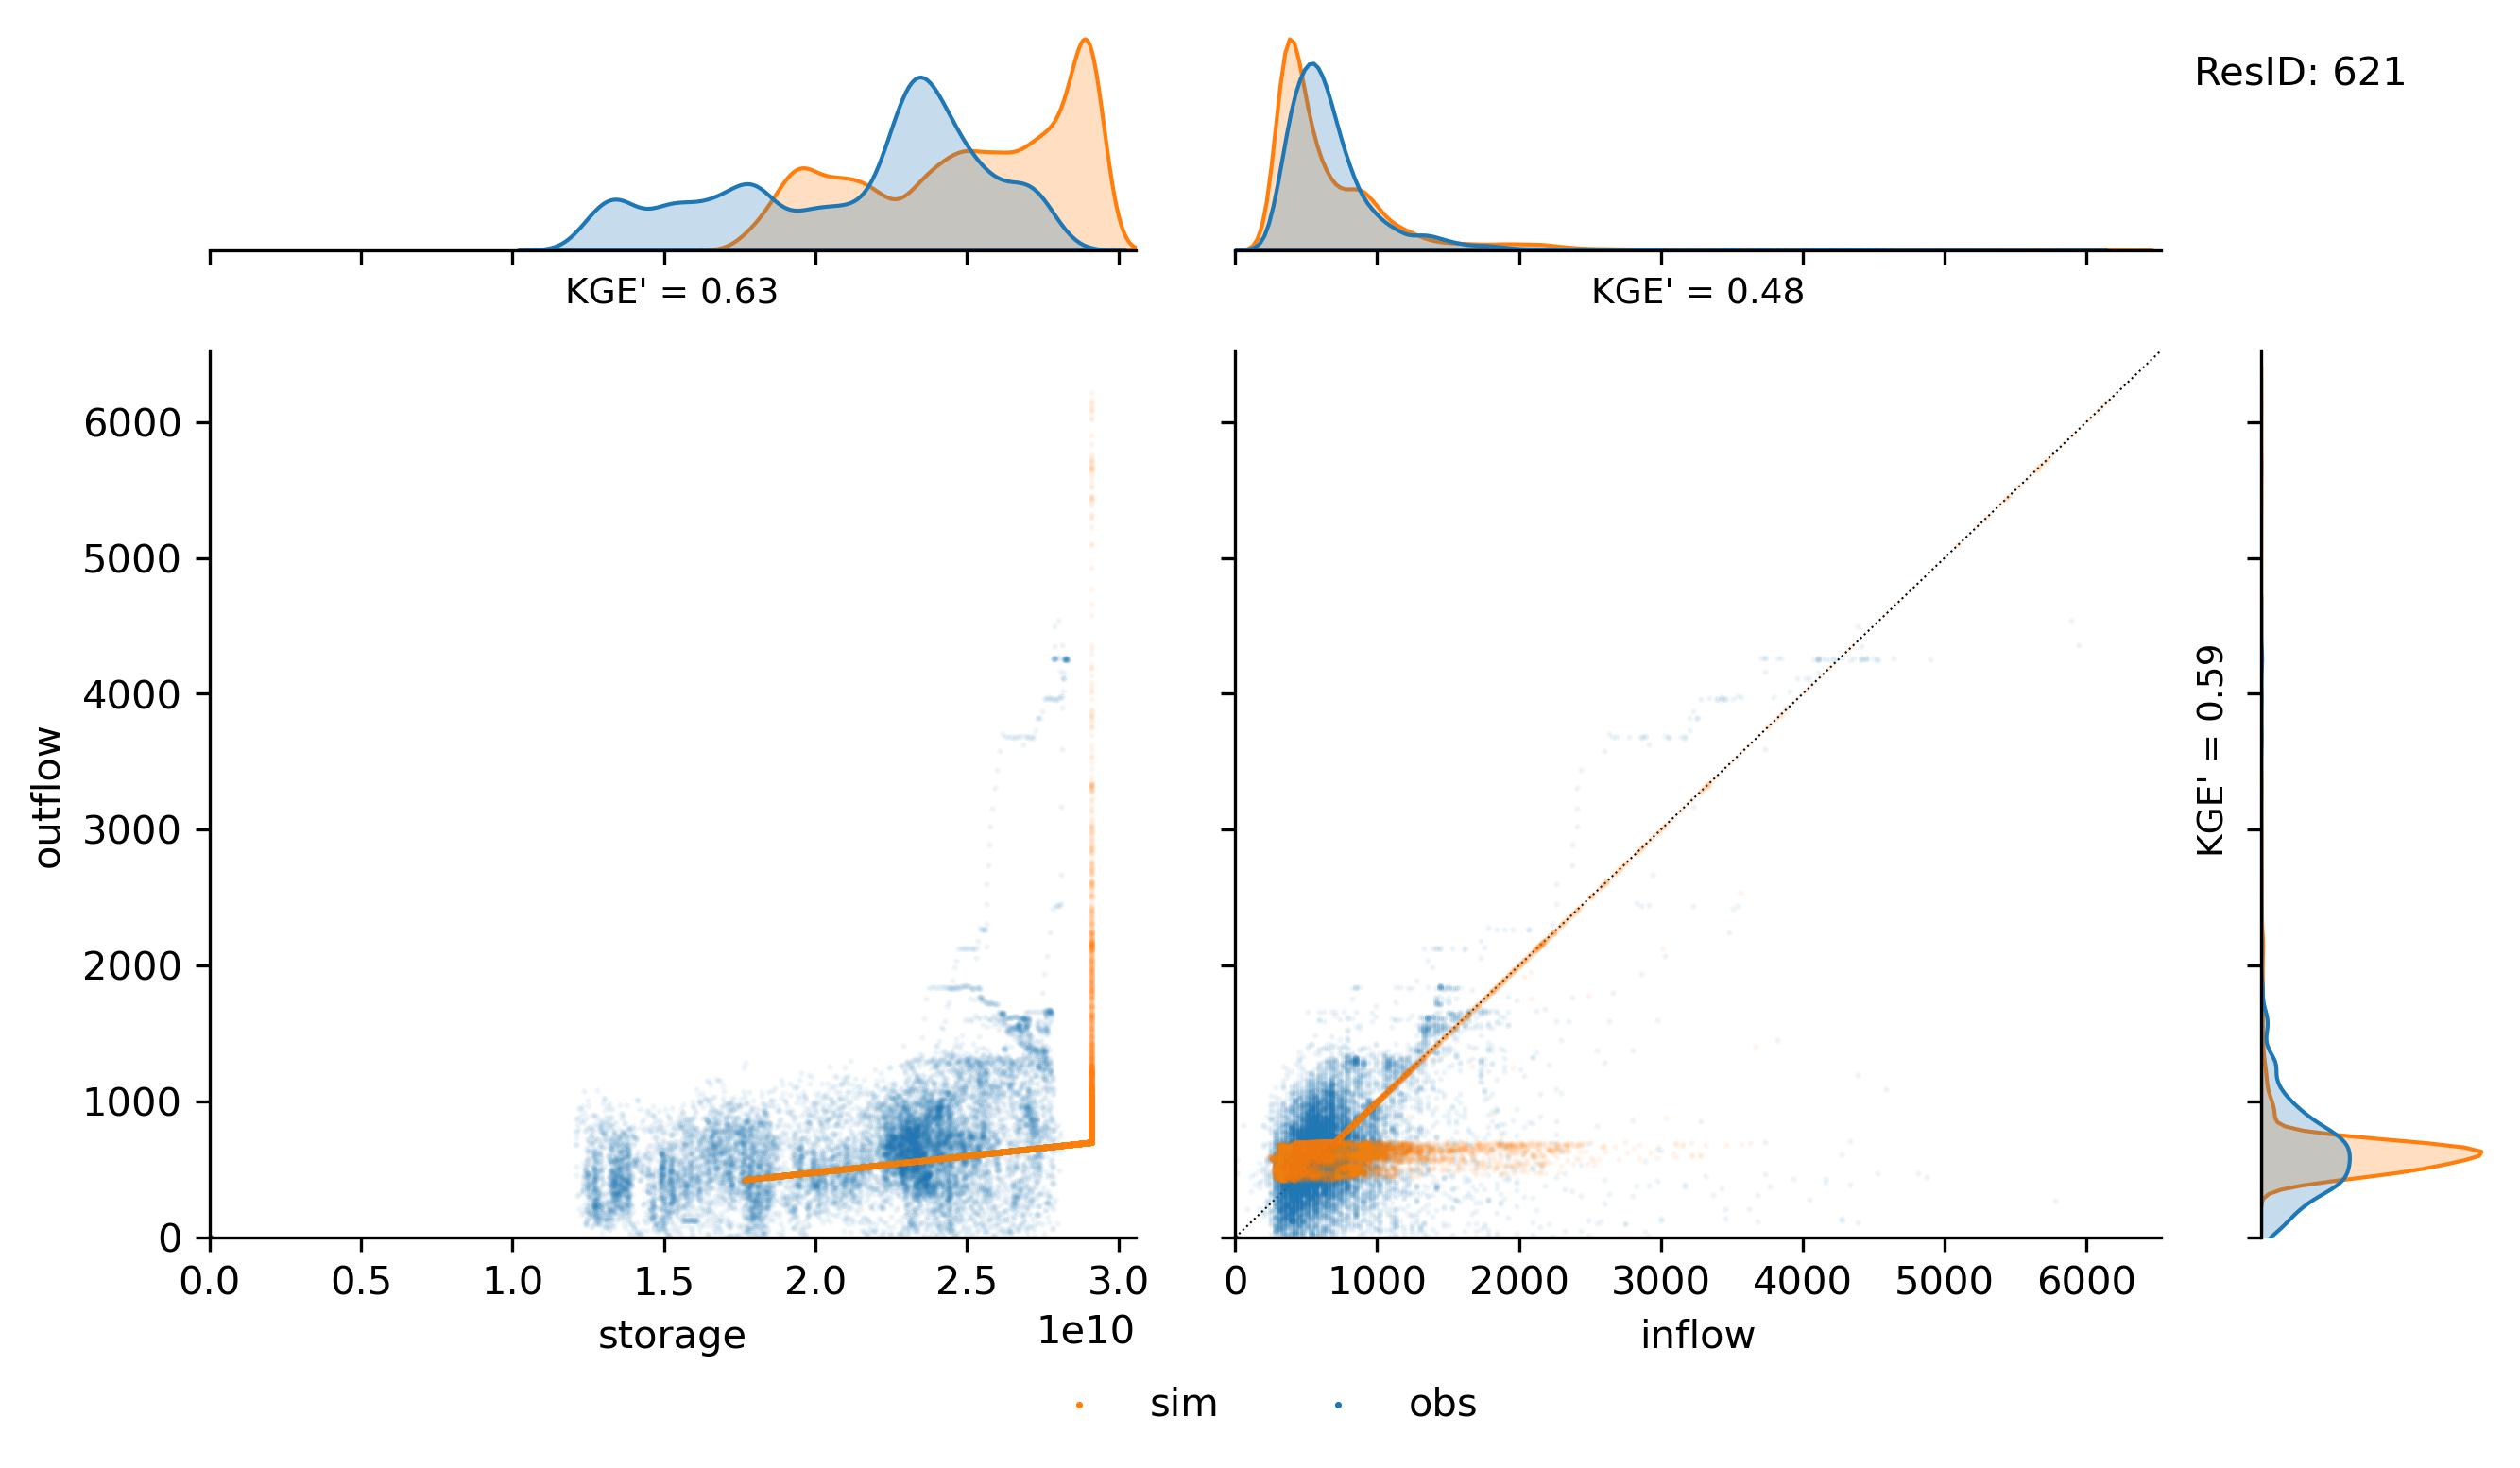 ResID: 621
KGE' = 0.63
KGE' = 0.48
6000
5000
4000
3000
2000
1000
0
outflow
KGE' = 0.59
0.0 0.5 1.0 1.5 2.0 2.5 3.0
1e10
storage
0 1000 2000 3000 4000 5000 6000
inflow
sim obs